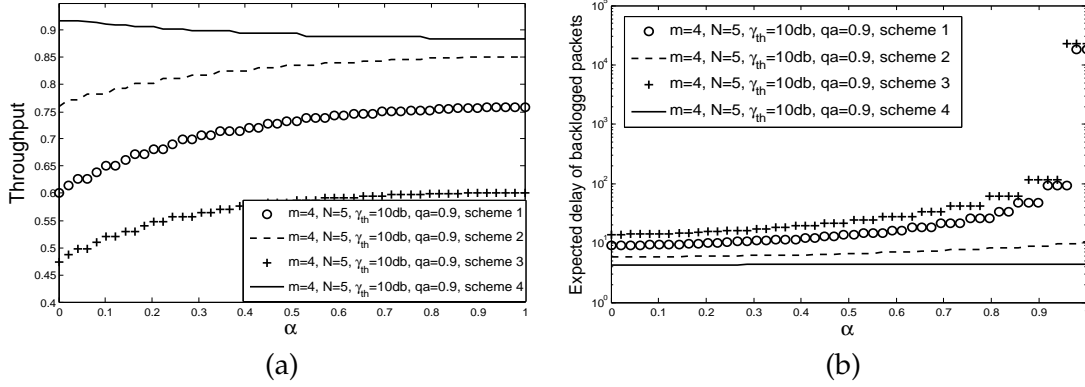 0.9
0.85
0.8
0.75
0.7
0.65
0.6
0.55
0.5
0.45
0.4
Throughput
0 0.1 0.2 0.3 0.4 0.5 0.6 0.7 0.8 0.9 1
α
m=4, N=5, γth=10db, qa=0.9, scheme 1
m=4, N=5, γth=10db, qa=0.9, scheme 2
m=4, N=5, γth=10db, qa=0.9, scheme 3
m=4, N=5, γth=10db, qa=0.9, scheme 4
(a)
10^5
10^4
10^3
10^2
10^1
10^0
Expected delay of backlogged packets
m=4, N=5, γth=10db, qa=0.9, scheme 1
m=4, N=5, γth=10db, qa=0.9, scheme 2
m=4, N=5, γth=10db, qa=0.9, scheme 3
m=4, N=5, γth=10db, qa=0.9, scheme 4
0 0.1 0.2 0.3 0.4 0.5 0.6 0.7 0.8 0.9
α
(b)